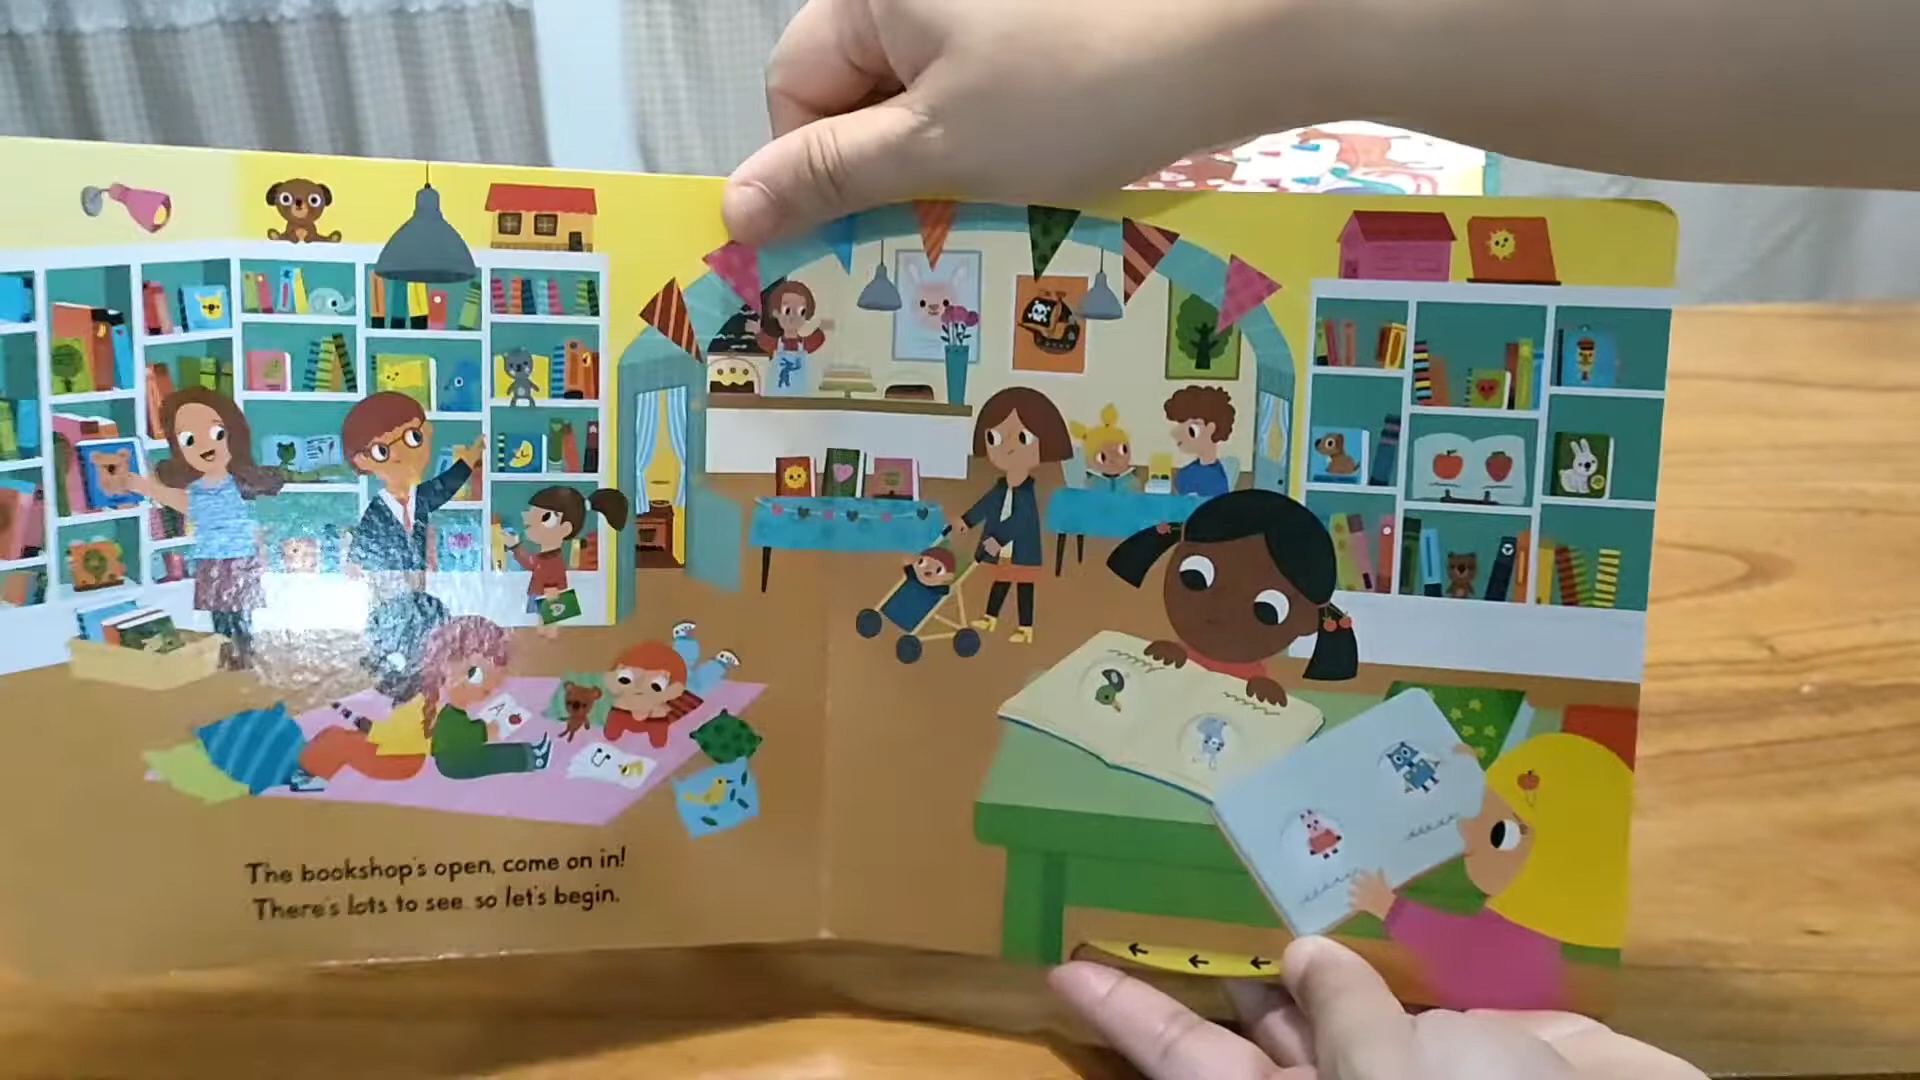 The bookshop's open, come on in!
There's lots to see, so let's begin.
A